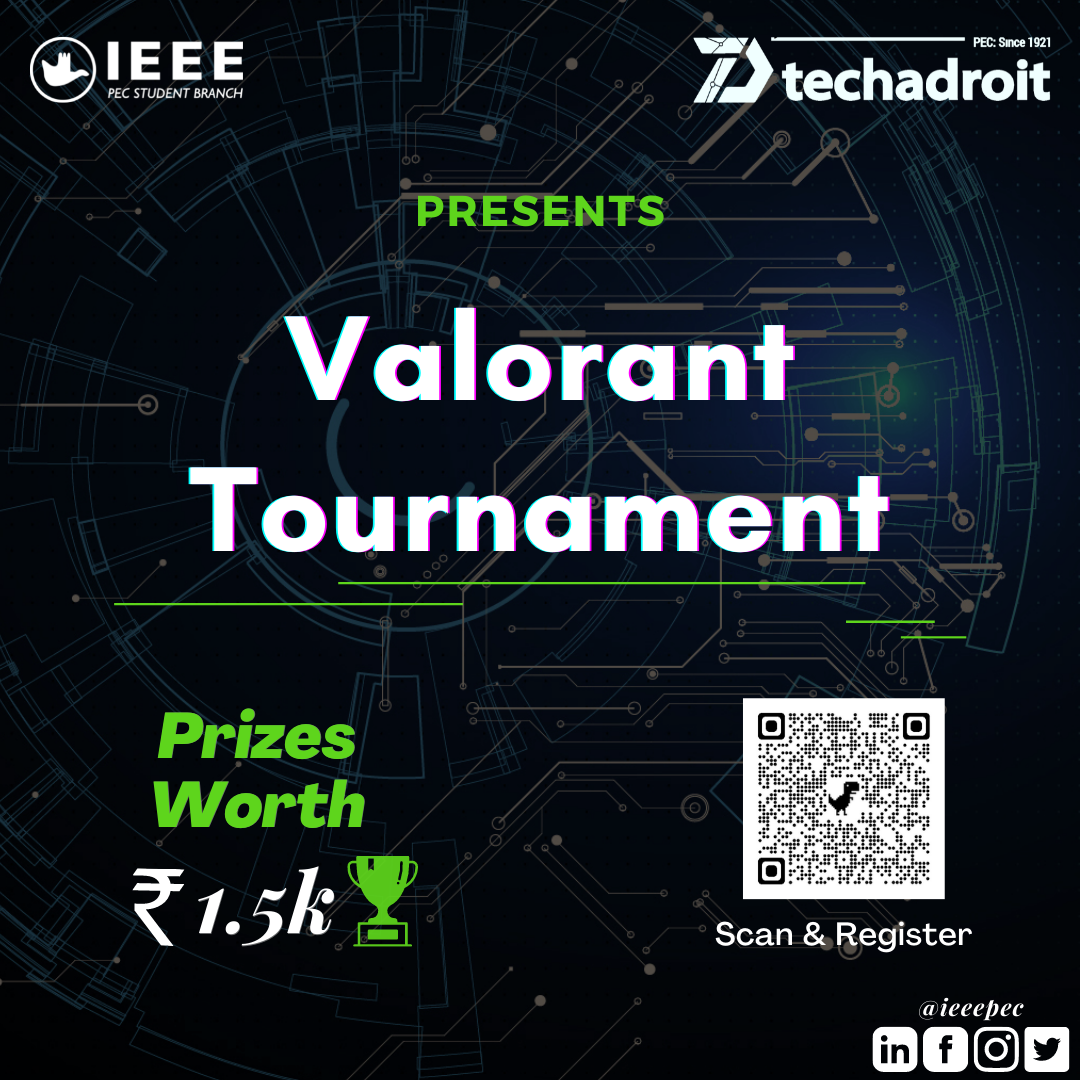 IEEE
PEC STUDENT BRANCH
PEC: Since 1921
techadroit
PRESENTS
Valorant
Tournament
Prizes
Worth
₹ 1.5k
Scan & Register
@ieeepec